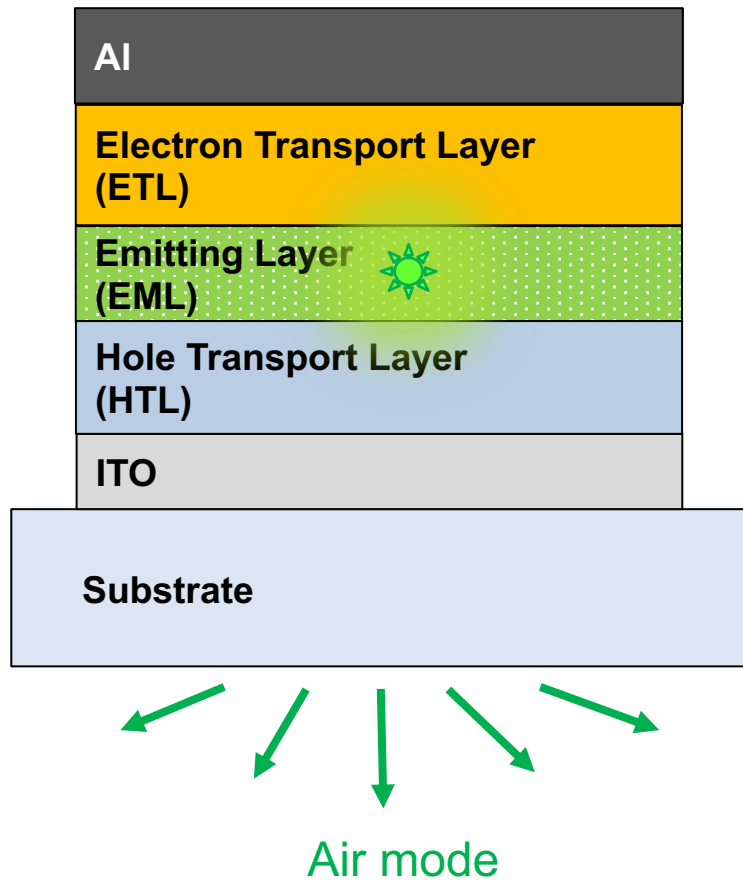 Al
Electron Transport Layer
(ETL)
Emitting Layer
(EML)
Hole Transport Layer
(HTL)
ITO
Substrate
Air mode